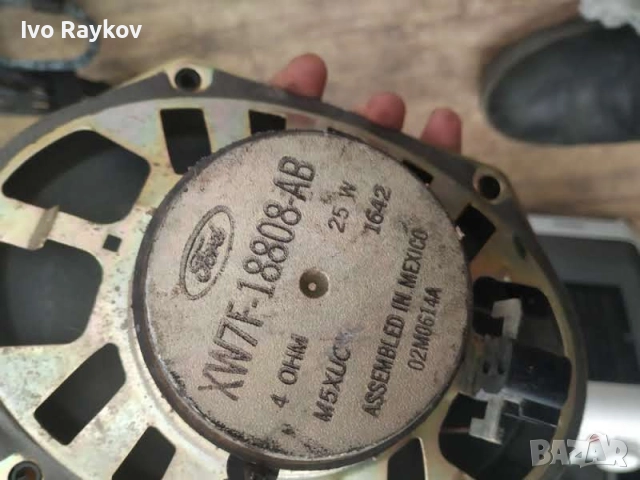 Ivo Raykov
Ford
XW7F-18808-AB
4 OHM 25 W
M5XUC 1642
ASSEMBLED IN MEXICO
02M0614A
BAZAR